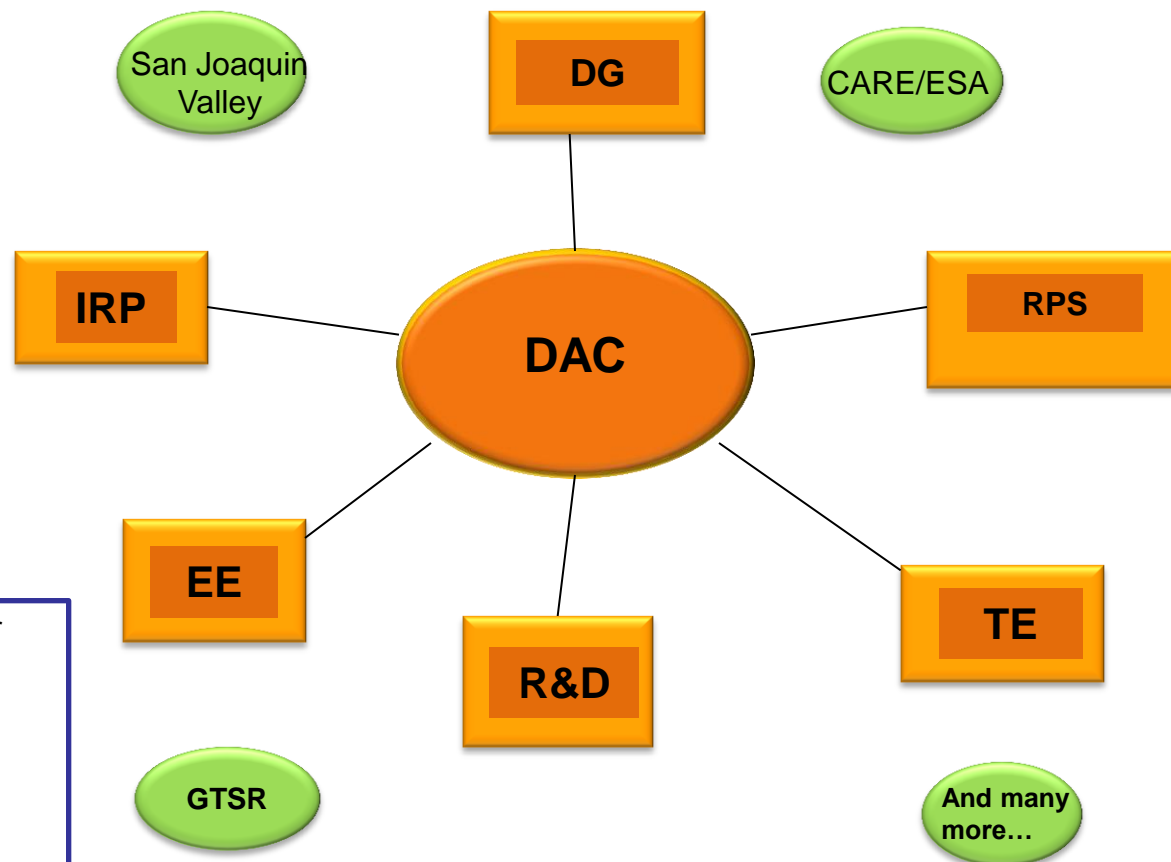 San Joaquin
Valley
DG
CARE/ESA
IRP
DAC
RPS
EE
TE
R&D
GTSR
And many
more…